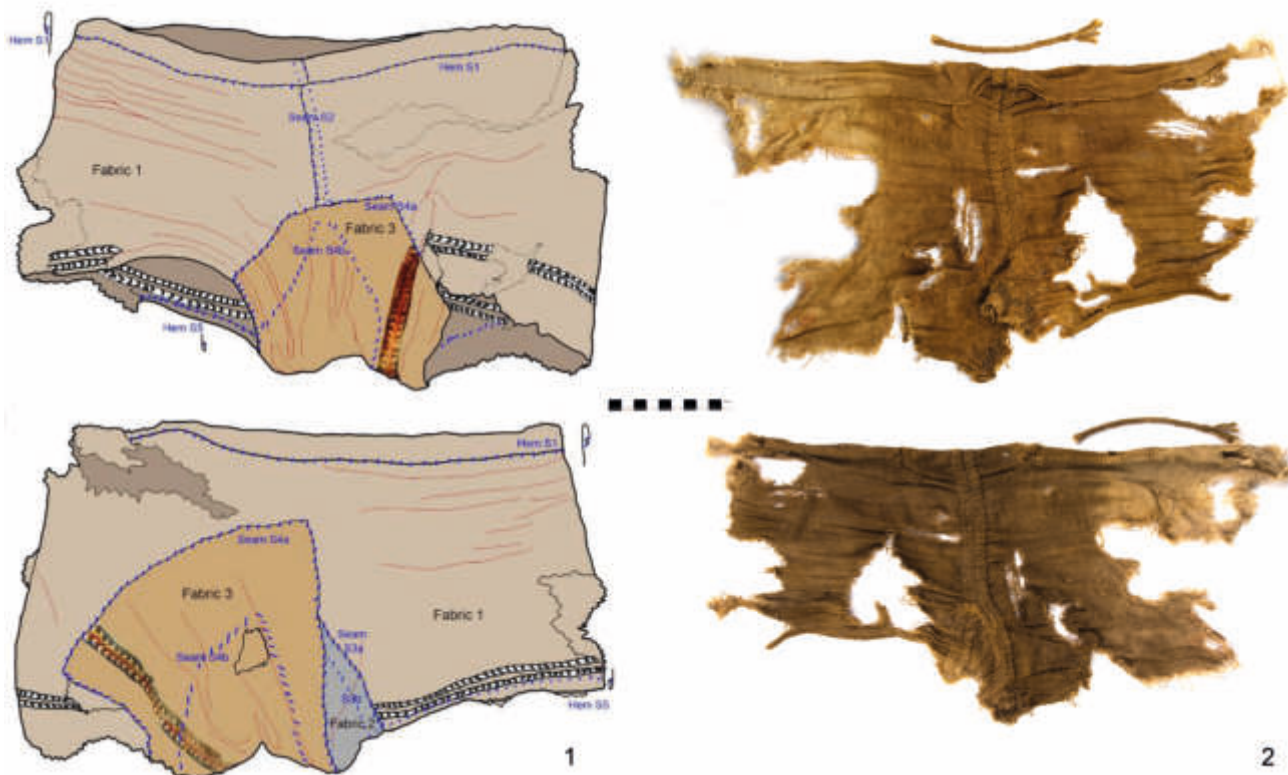 Hem S1
Hem S1
Seam S2
Fabric 1
Seam S4a
Fabric 3
Seam S4b
Hem S5
Hem S1
Seam S4a
Fabric 3
Fabric 1
Seam S4b
Seam
S3a
Fabric 2
Hem S5
1
2